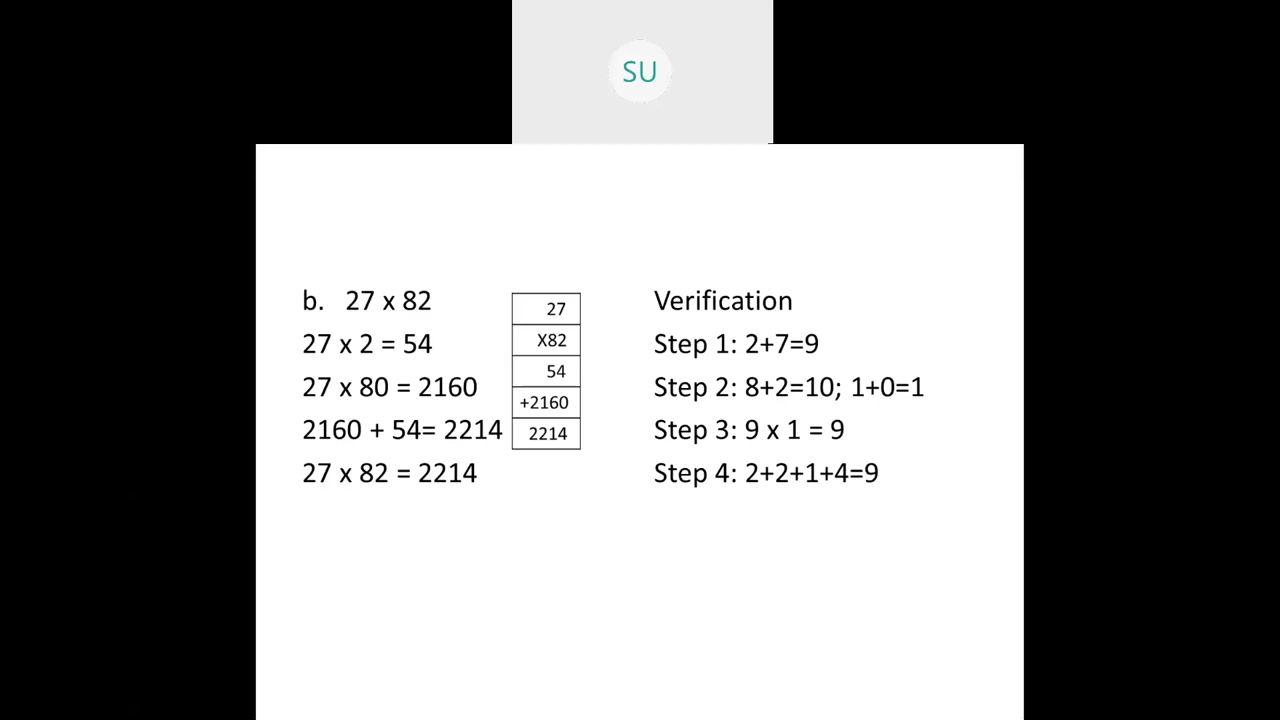 SU
b. 27 x 82
27 x 2 = 54
27 x 80 = 2160
2160 + 54= 2214
27 x 82 = 2214
27
X82
54
+2160
2214
Verification
Step 1: 2+7=9
Step 2: 8+2=10; 1+0=1
Step 3: 9 x 1 = 9
Step 4: 2+2+1+4=9